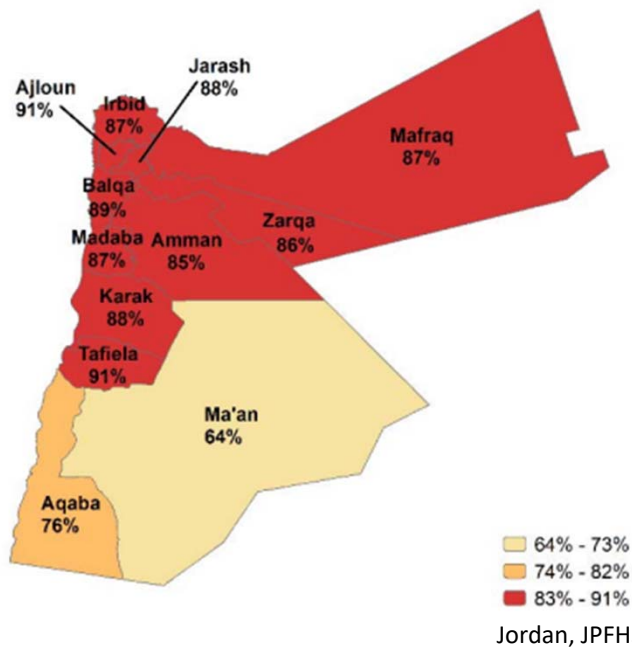 Jarash
88%
Ajloun
91%
Irbid
87%
Mafraq
87%
Balqa
89%
Zarqa
86%
Madaba
87%
Amman
85%
Karak
88%
Tafiela
91%
Ma'an
64%
Aqaba
76%
64% - 73%
74% - 82%
83% - 91%
Jordan, JPFH